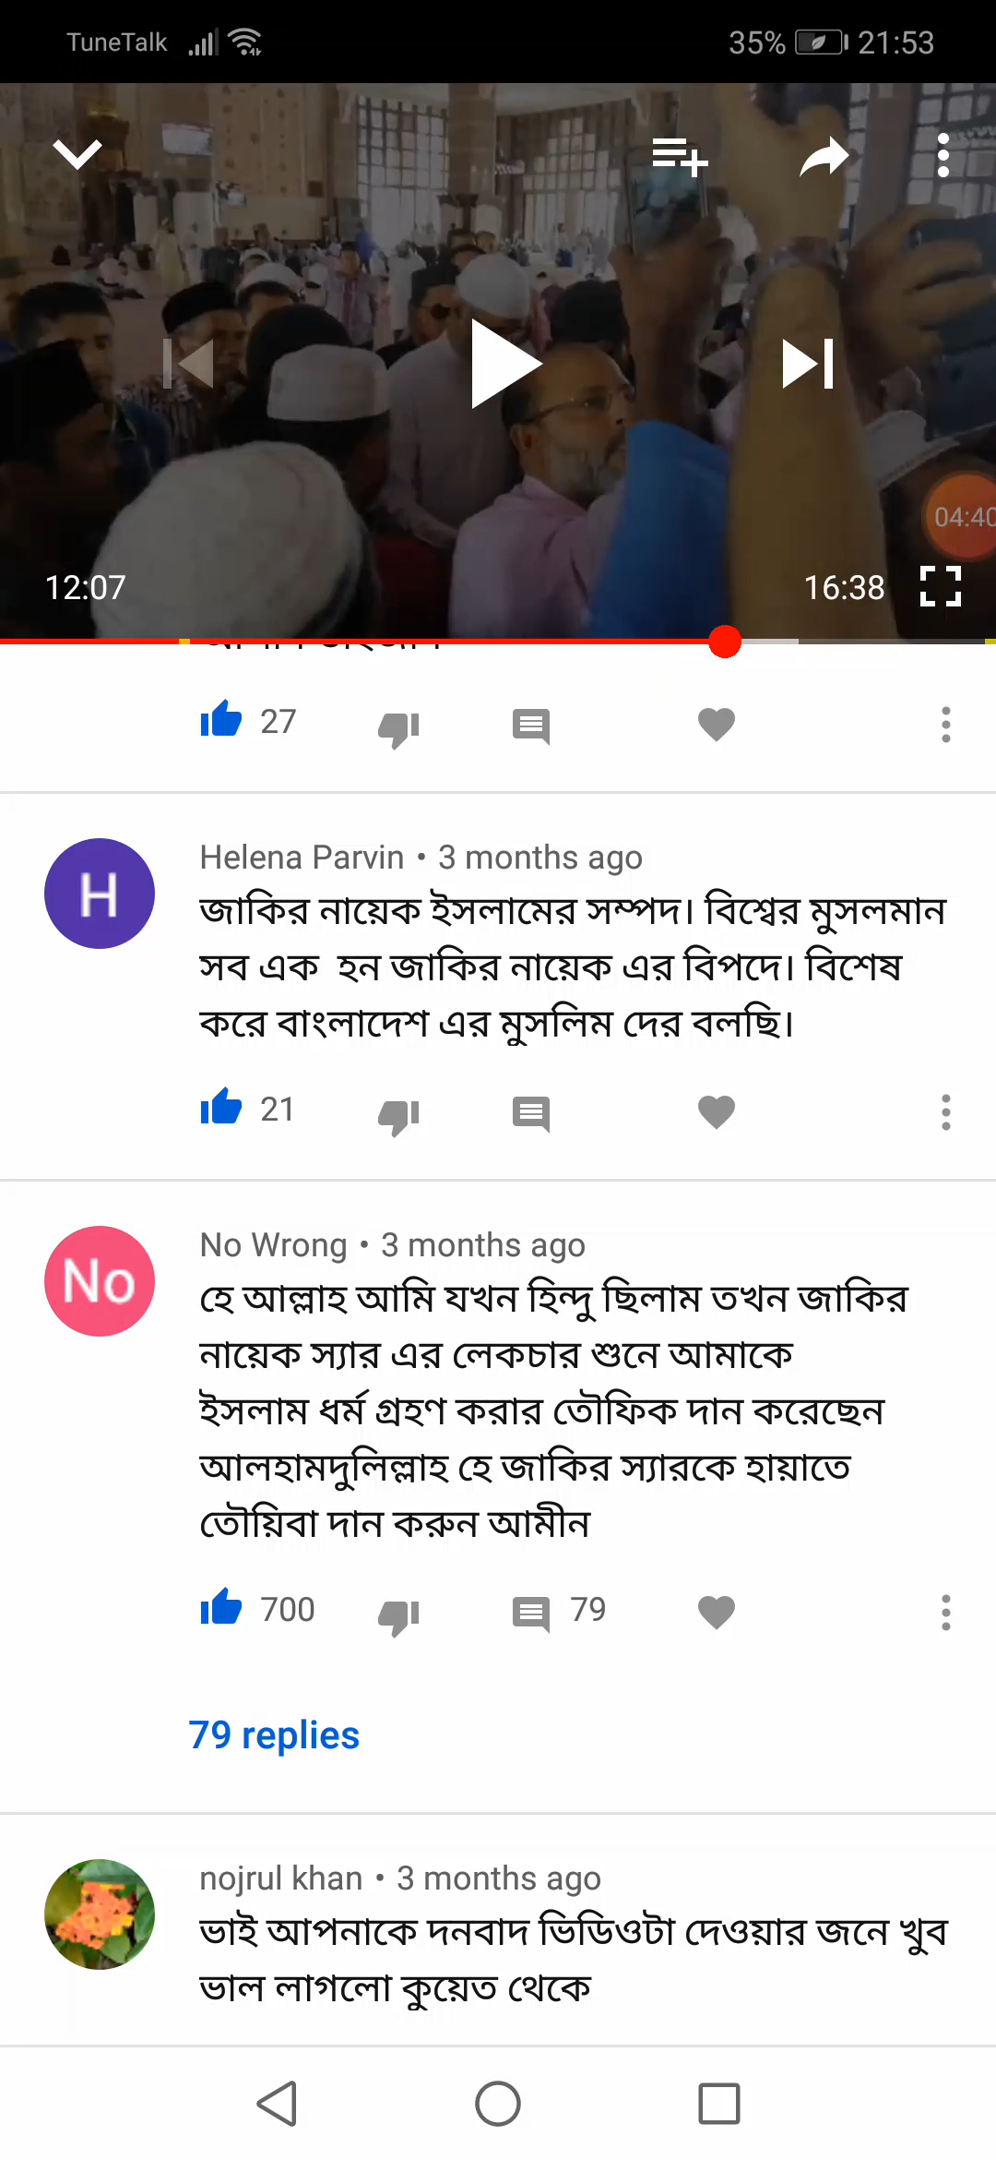 TuneTalk 35% 21:53
12:07 16:38
04:40
27
Helena Parvin • 3 months ago
জাকির নায়েক ইসলামের সম্পদ। বিশ্বের মুসলমান
সব এক হন জাকির নায়েক এর বিপদে। বিশেষ
করে বাংলাদেশ এর মুসলিম দের বলছি।
H
21
No Wrong • 3 months ago
No
হে আল্লাহ আমি যখন হিন্দু ছিলাম তখন জাকির
নায়েক স্যার এর লেকচার শুনে আমাকে
ইসলাম ধর্ম গ্রহণ করার তৌফিক দান করেছেন
আলহামদুলিল্লাহ হে জাকির স্যারকে হায়াতে
তৌয়িবা দান করুন আমীন
700 79
79 replies
nojrul khan • 3 months ago
ভাই আপনাকে দনবাদ ভিডিওটা দেওয়ার জনে খুব
ভাল লাগলো কুয়েত থেকে